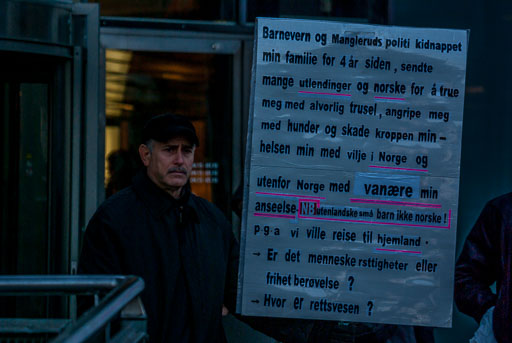 Barnevern og Mangleruds politi kidnappet
min familie for 4 år siden, sendte
mange utlendinger og norske for å true
meg med alvorlig trusel, angripe meg
med hunder og skade kroppen min -
helsen min med vilje i Norge og
utenfor Norge med vanære min
anseelse NB: utenlandske små barn ikke norske!
p g a vi ville reise til hjemland.
→ Er det menneske rettigheter eller
frihet berøvelse ?
→ Hvor er rettsvesen ?